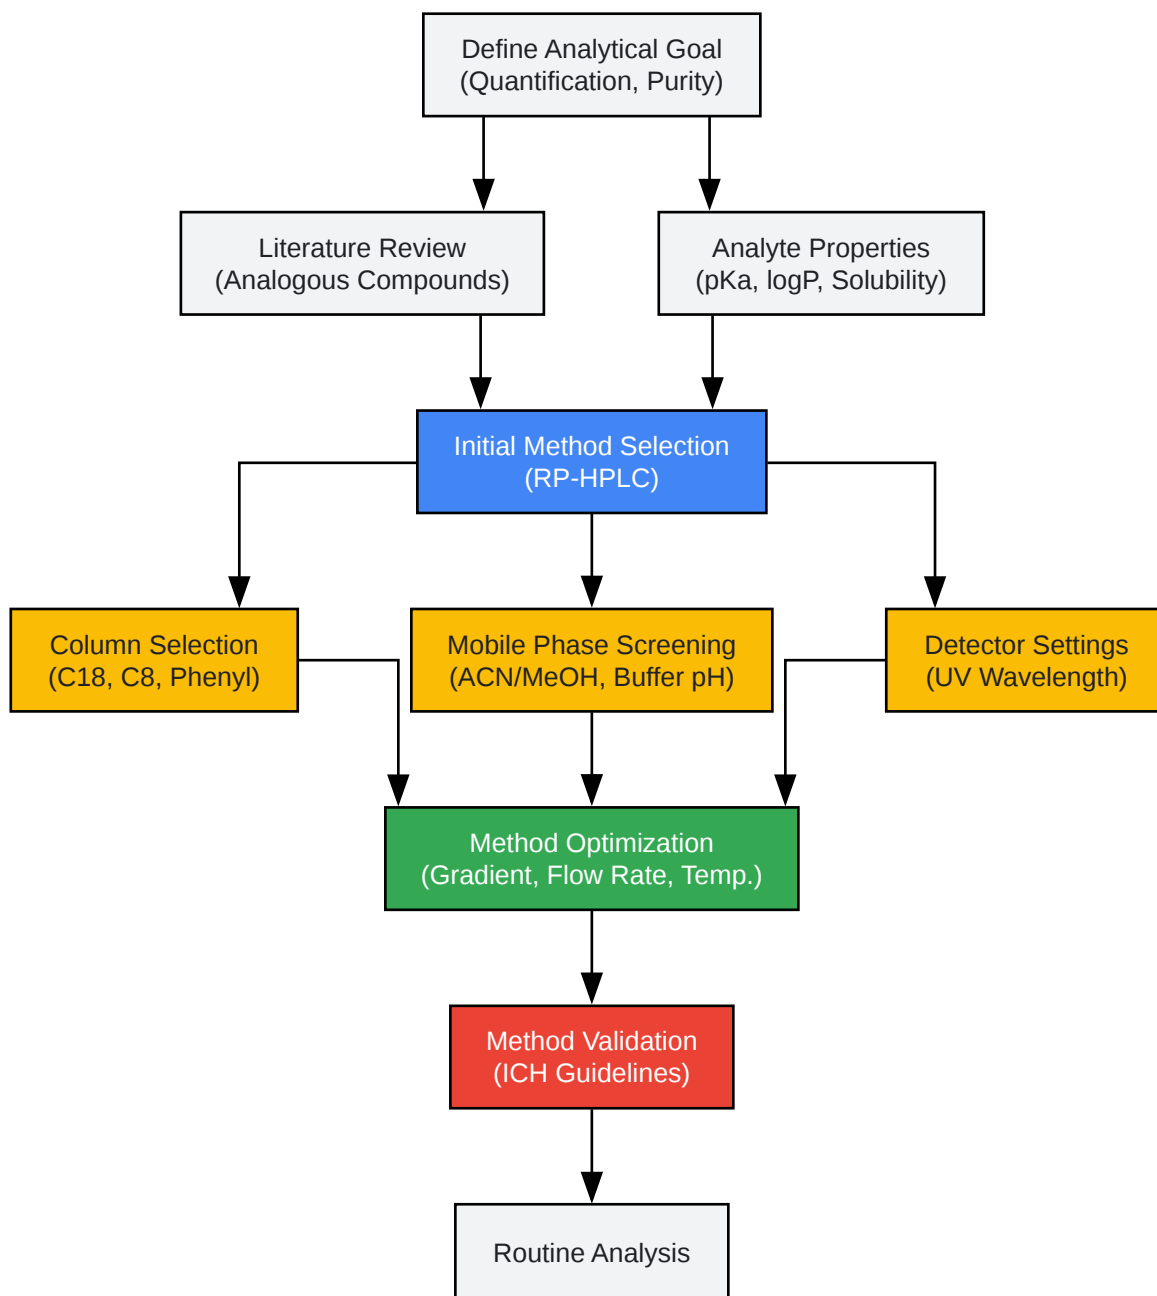 Define Analytical Goal
(Quantification, Purity)
Literature Review
(Analogous Compounds)
Analyte Properties
(pKa, logP, Solubility)
Initial Method Selection
(RP-HPLC)
Column Selection
(C18, C8, Phenyl)
Mobile Phase Screening
(ACN/MeOH, Buffer pH)
Detector Settings
(UV Wavelength)
Method Optimization
(Gradient, Flow Rate, Temp.)
Method Validation
(ICH Guidelines)
Routine Analysis